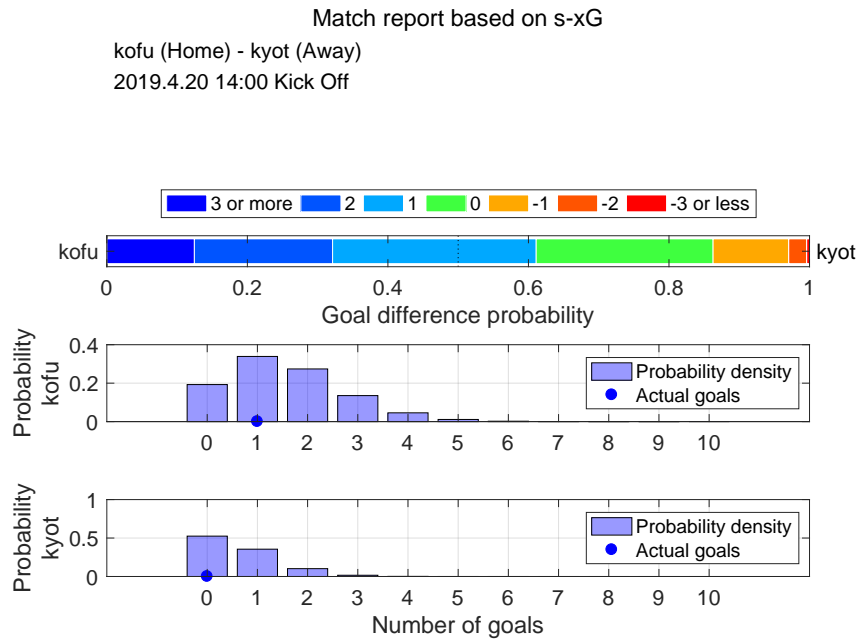 Match report based on s-xG
kofu (Home) - kyot (Away)
2019.4.20 14:00 Kick Off
3 or more 2 1 0 -1 -2 -3 or less
kofu kyot
0 0.2 0.4 0.6 0.8 1
Goal difference probability
Probability
kofu
0.4
0.2
0
Probability density
Actual goals
0 1 2 3 4 5 6 7 8 9 10
Probability
kyot
1
0.5
0
Probability density
Actual goals
0 1 2 3 4 5 6 7 8 9 10
Number of goals